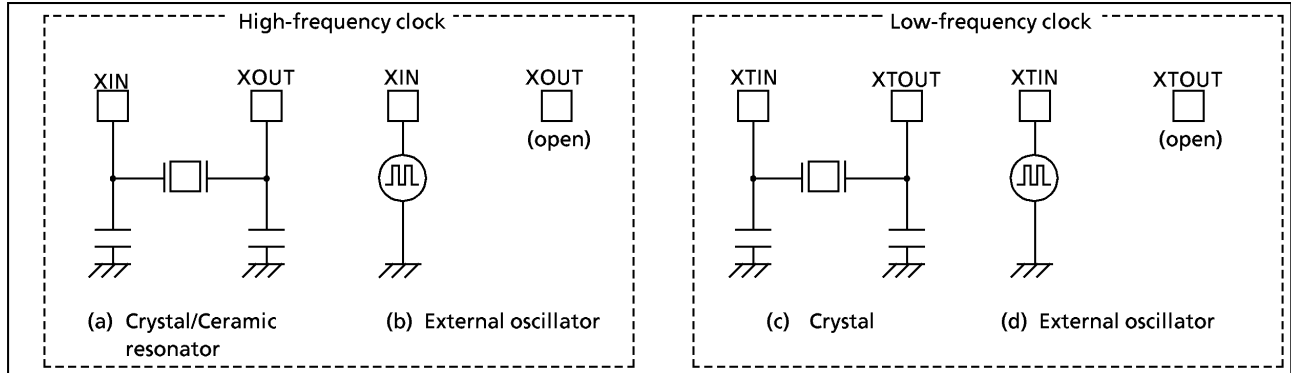 High-frequency clock
XIN
XOUT
XIN
XOUT
(open)
(a) Crystal/Ceramic
resonator
(b) External oscillator
Low-frequency clock
XTIN
XTOUT
XTIN
XTOUT
(open)
(c) Crystal
(d) External oscillator